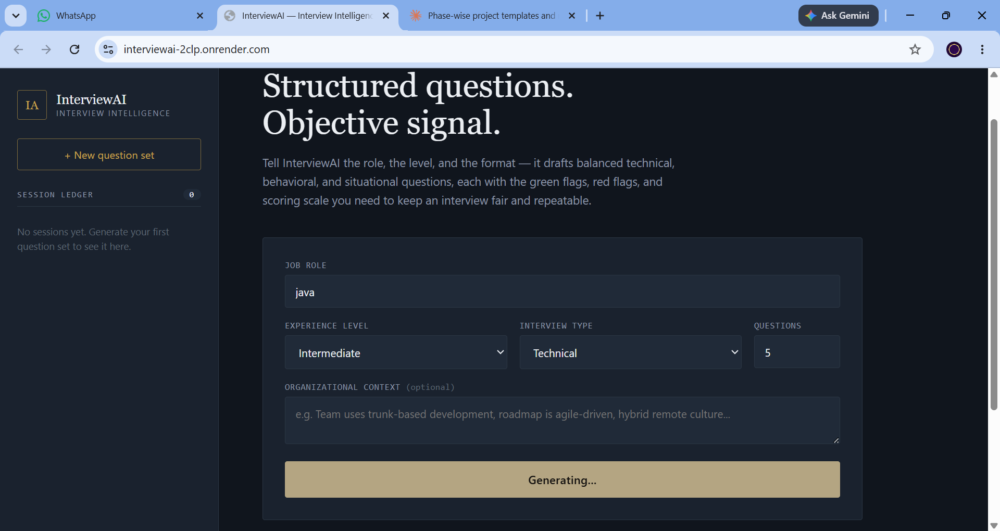 WhatsApp
InterviewAI — Interview Intelligenc
Phase-wise project templates and
Ask Gemini
interviewai-2clp.onrender.com
IA
InterviewAI
INTERVIEW INTELLIGENCE
+ New question set
SESSION LEDGER
0
No sessions yet. Generate your first
question set to see it here.
Structured questions.
Objective signal.
Tell InterviewAI the role, the level, and the format — it drafts balanced technical,
behavioral, and situational questions, each with the green flags, red flags, and
scoring scale you need to keep an interview fair and repeatable.
JOB ROLE
java
EXPERIENCE LEVEL
Intermediate
INTERVIEW TYPE
Technical
QUESTIONS
5
ORGANIZATIONAL CONTEXT (optional)
e.g. Team uses trunk-based development, roadmap is agile-driven, hybrid remote culture...
Generating...